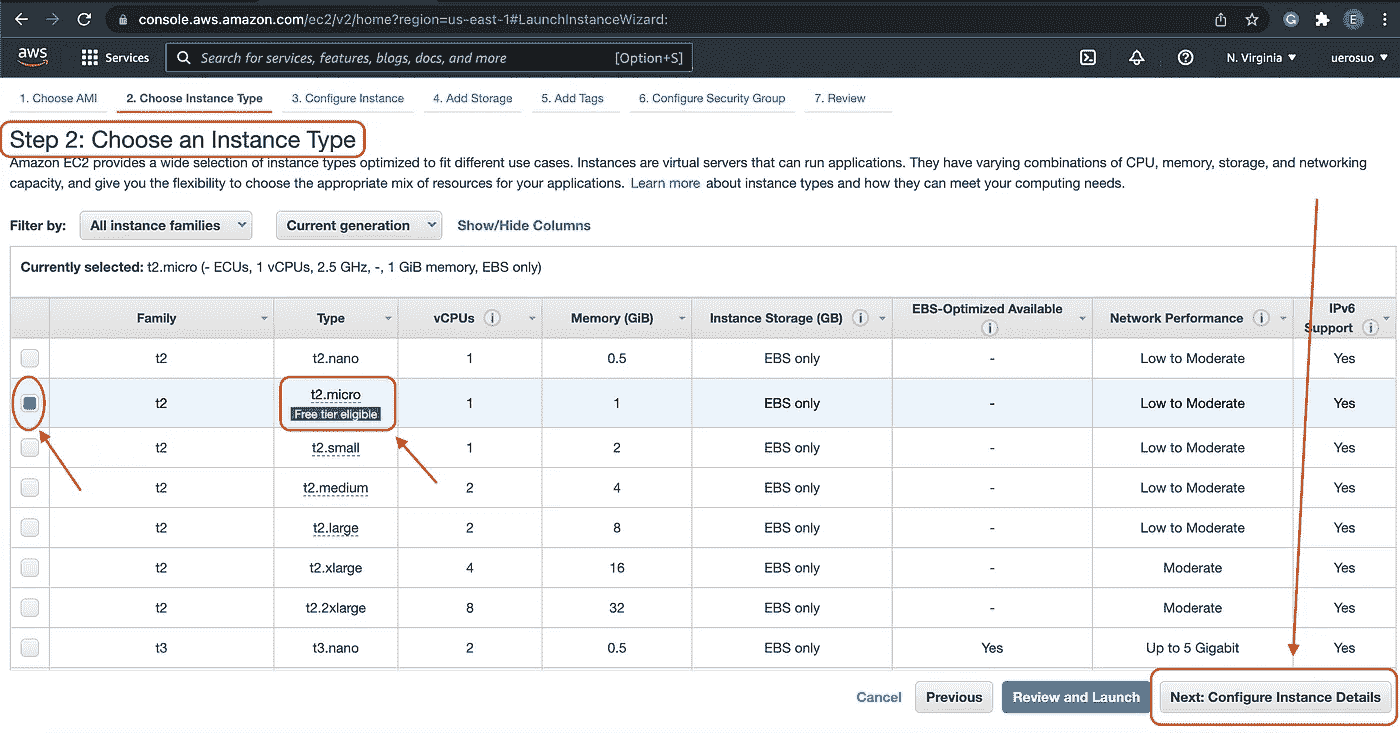 console.aws.amazon.com/ec2/v2/home?region=us-east-1#LaunchInstanceWizard:
G
E
aws
Services
Search for services, features, blogs, docs, and more [Option+S]
N. Virginia
uerosuo
1. Choose AMI 2. Choose Instance Type 3. Configure Instance 4. Add Storage 5. Add Tags 6. Configure Security Group 7. Review
Step 2: Choose an Instance Type
Amazon EC2 provides a wide selection of instance types optimized to fit different use cases. Instances are virtual servers that can run applications. They have varying combinations of CPU, memory, storage, and networking
capacity, and give you the flexibility to choose the appropriate mix of resources for your applications. Learn more about instance types and how they can meet your computing needs.
Filter by: All instance families Current generation Show/Hide Columns
Currently selected: t2.micro (- ECUs, 1 vCPUs, 2.5 GHz, -, 1 GiB memory, EBS only)
Family Type vCPUs i Memory (GiB) Instance Storage (GB) i EBS-Optimized Available i Network Performance i IPv6 Support i
t2 t2.nano 1 0.5 EBS only - Low to Moderate Yes
t2 t2.micro Free tier eligible 1 1 EBS only - Low to Moderate Yes
t2 t2.small 1 2 EBS only - Low to Moderate Yes
t2 t2.medium 2 4 EBS only - Low to Moderate Yes
t2 t2.large 2 8 EBS only - Low to Moderate Yes
t2 t2.xlarge 4 16 EBS only - Moderate Yes
t2 t2.2xlarge 8 32 EBS only - Moderate Yes
t3 t3.nano 2 0.5 EBS only Yes Up to 5 Gigabit Yes
Cancel Previous Review and Launch Next: Configure Instance Details